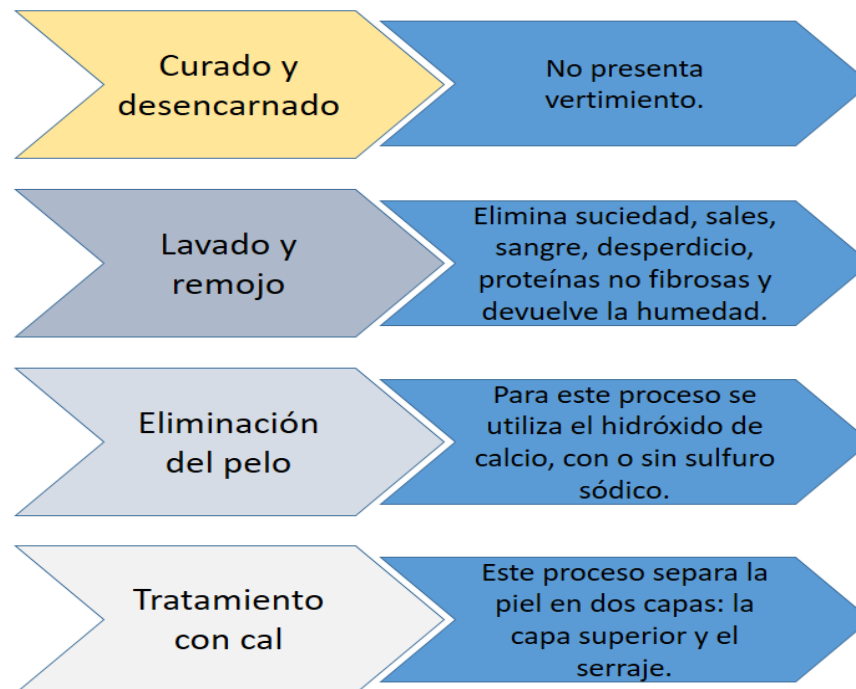 Curado y
desencarnado
No presenta
vertimiento.
Lavado y
remojo
Elimina suciedad, sales,
sangre, desperdicio,
proteínas no fibrosas y
devuelve la humedad.
Eliminación
del pelo
Para este proceso se
utiliza el hidróxido de
calcio, con o sin sulfuro
sódico.
Tratamiento
con cal
Este proceso separa la
piel en dos capas: la
capa superior y el
serraje.